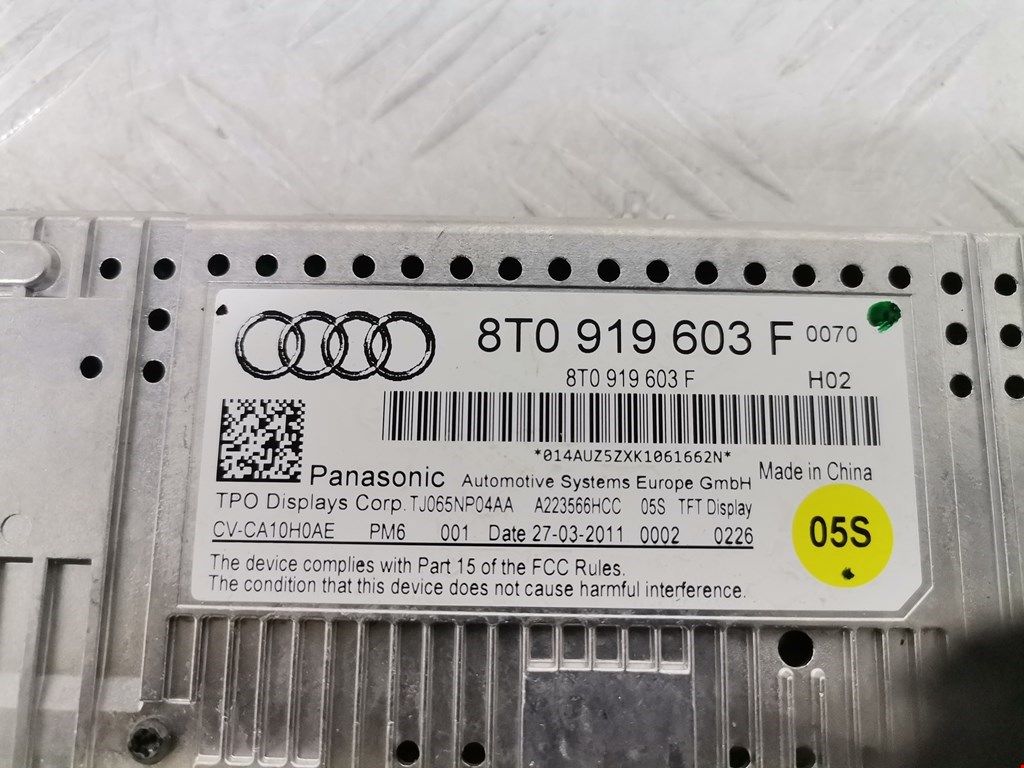 8T0 919 603 F 0070
8T0 919 603 F H02
*014AUZ5ZXK1061662N*
Panasonic Automotive Systems Europe GmbH Made in China
TPO Displays Corp. TJ065NP04AA A223566HCC 05S TFT Display
CV-CA10H0AE PM6 001 Date 27-03-2011 0002 0226
05S
The device complies with Part 15 of the FCC Rules.
The condition that this device does not cause harmful interference.